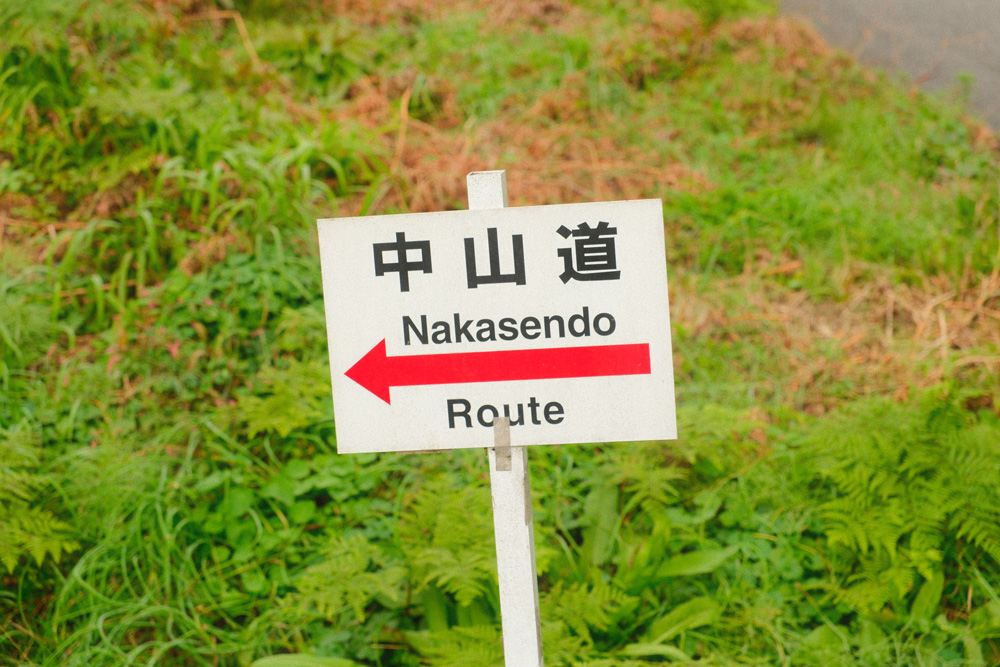 中山道
Nakasendo
Route